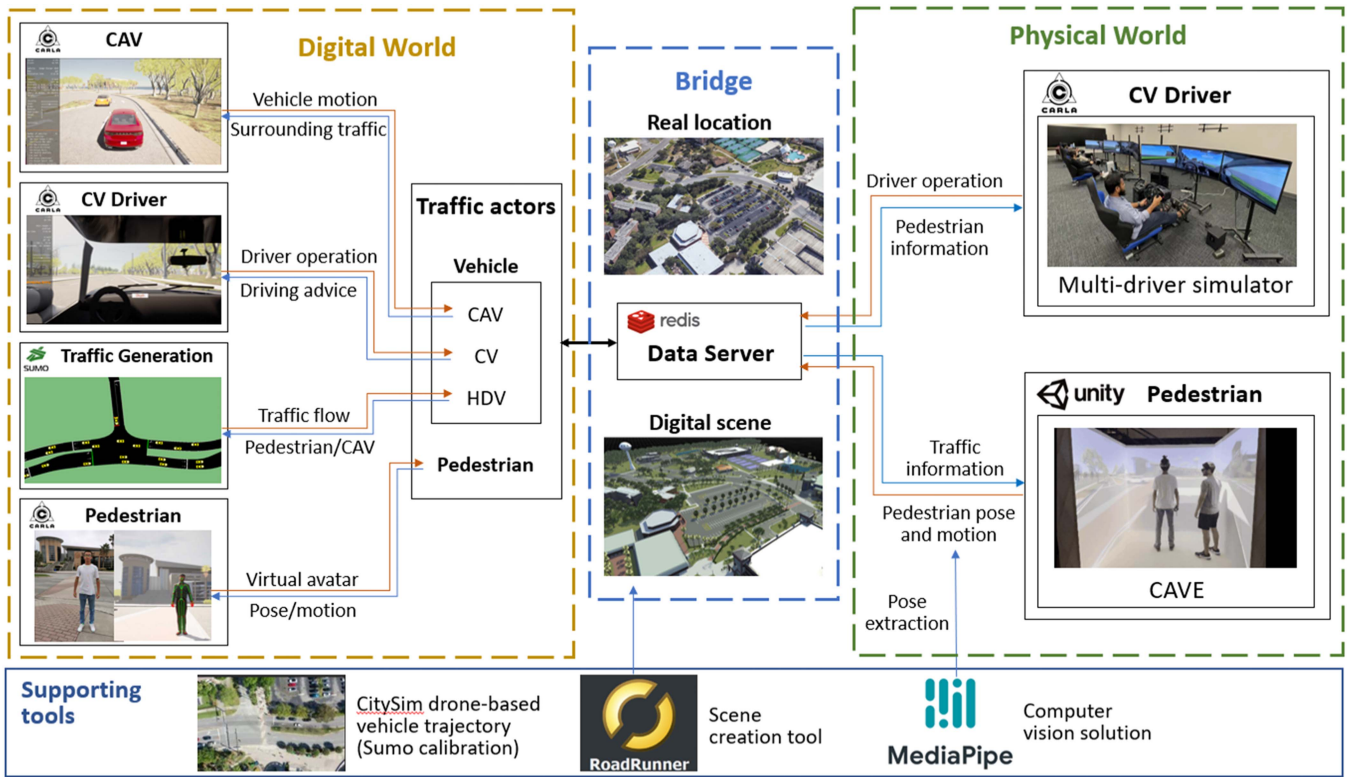 Digital World
CARLA
CAV
Vehicle motion
Surrounding traffic
CARLA
CV Driver
Driver operation
Driving advice
SUMO
Traffic Generation
Traffic flow
Pedestrian/CAV
CARLA
Pedestrian
Virtual avatar
Pose/motion
Traffic actors
Vehicle
CAV
CV
HDV
Pedestrian
Bridge
Real location
redis
Data Server
Digital scene
Physical World
Driver operation
Pedestrian
information
CARLA
CV Driver
Multi-driver simulator
Traffic
information
Pedestrian pose
and motion
Pose
extraction
unity
Pedestrian
CAVE
Supporting
tools
CitySim drone-based
vehicle trajectory
(Sumo calibration)
RoadRunner
Scene
creation tool
MediaPipe
Computer
vision solution